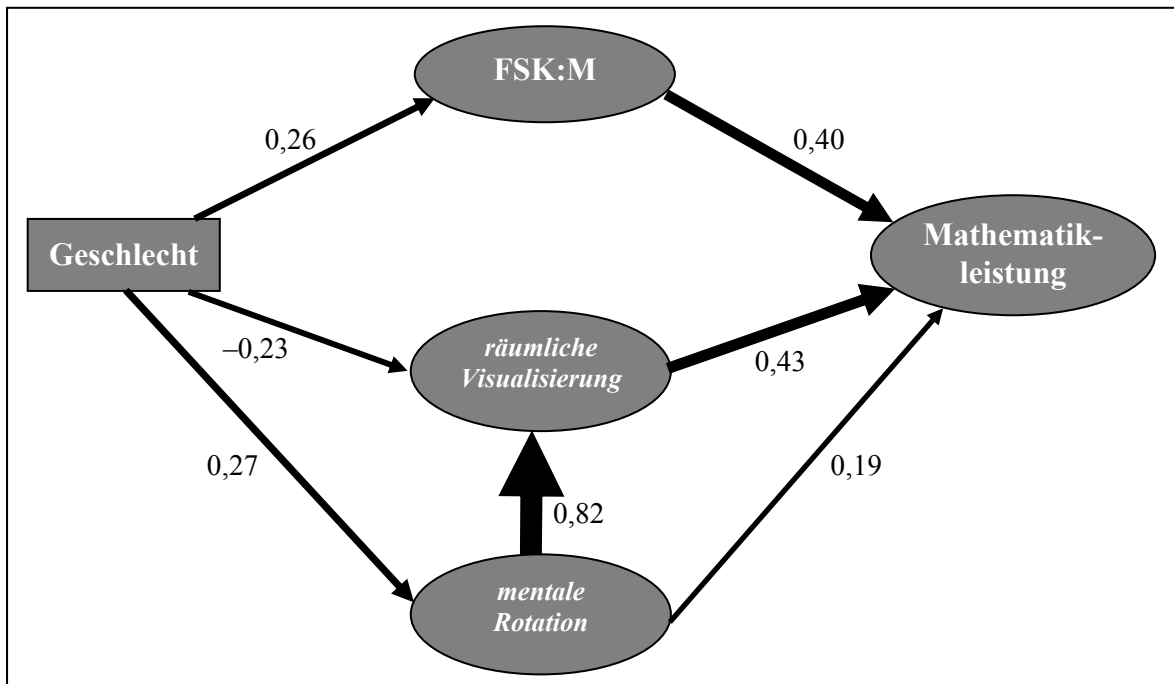 FSK:M
0,26
0,40
Geschlecht
Mathematik-
leistung
–0,23
räumliche
Visualisierung
0,43
0,27
0,19
0,82
mentale
Rotation